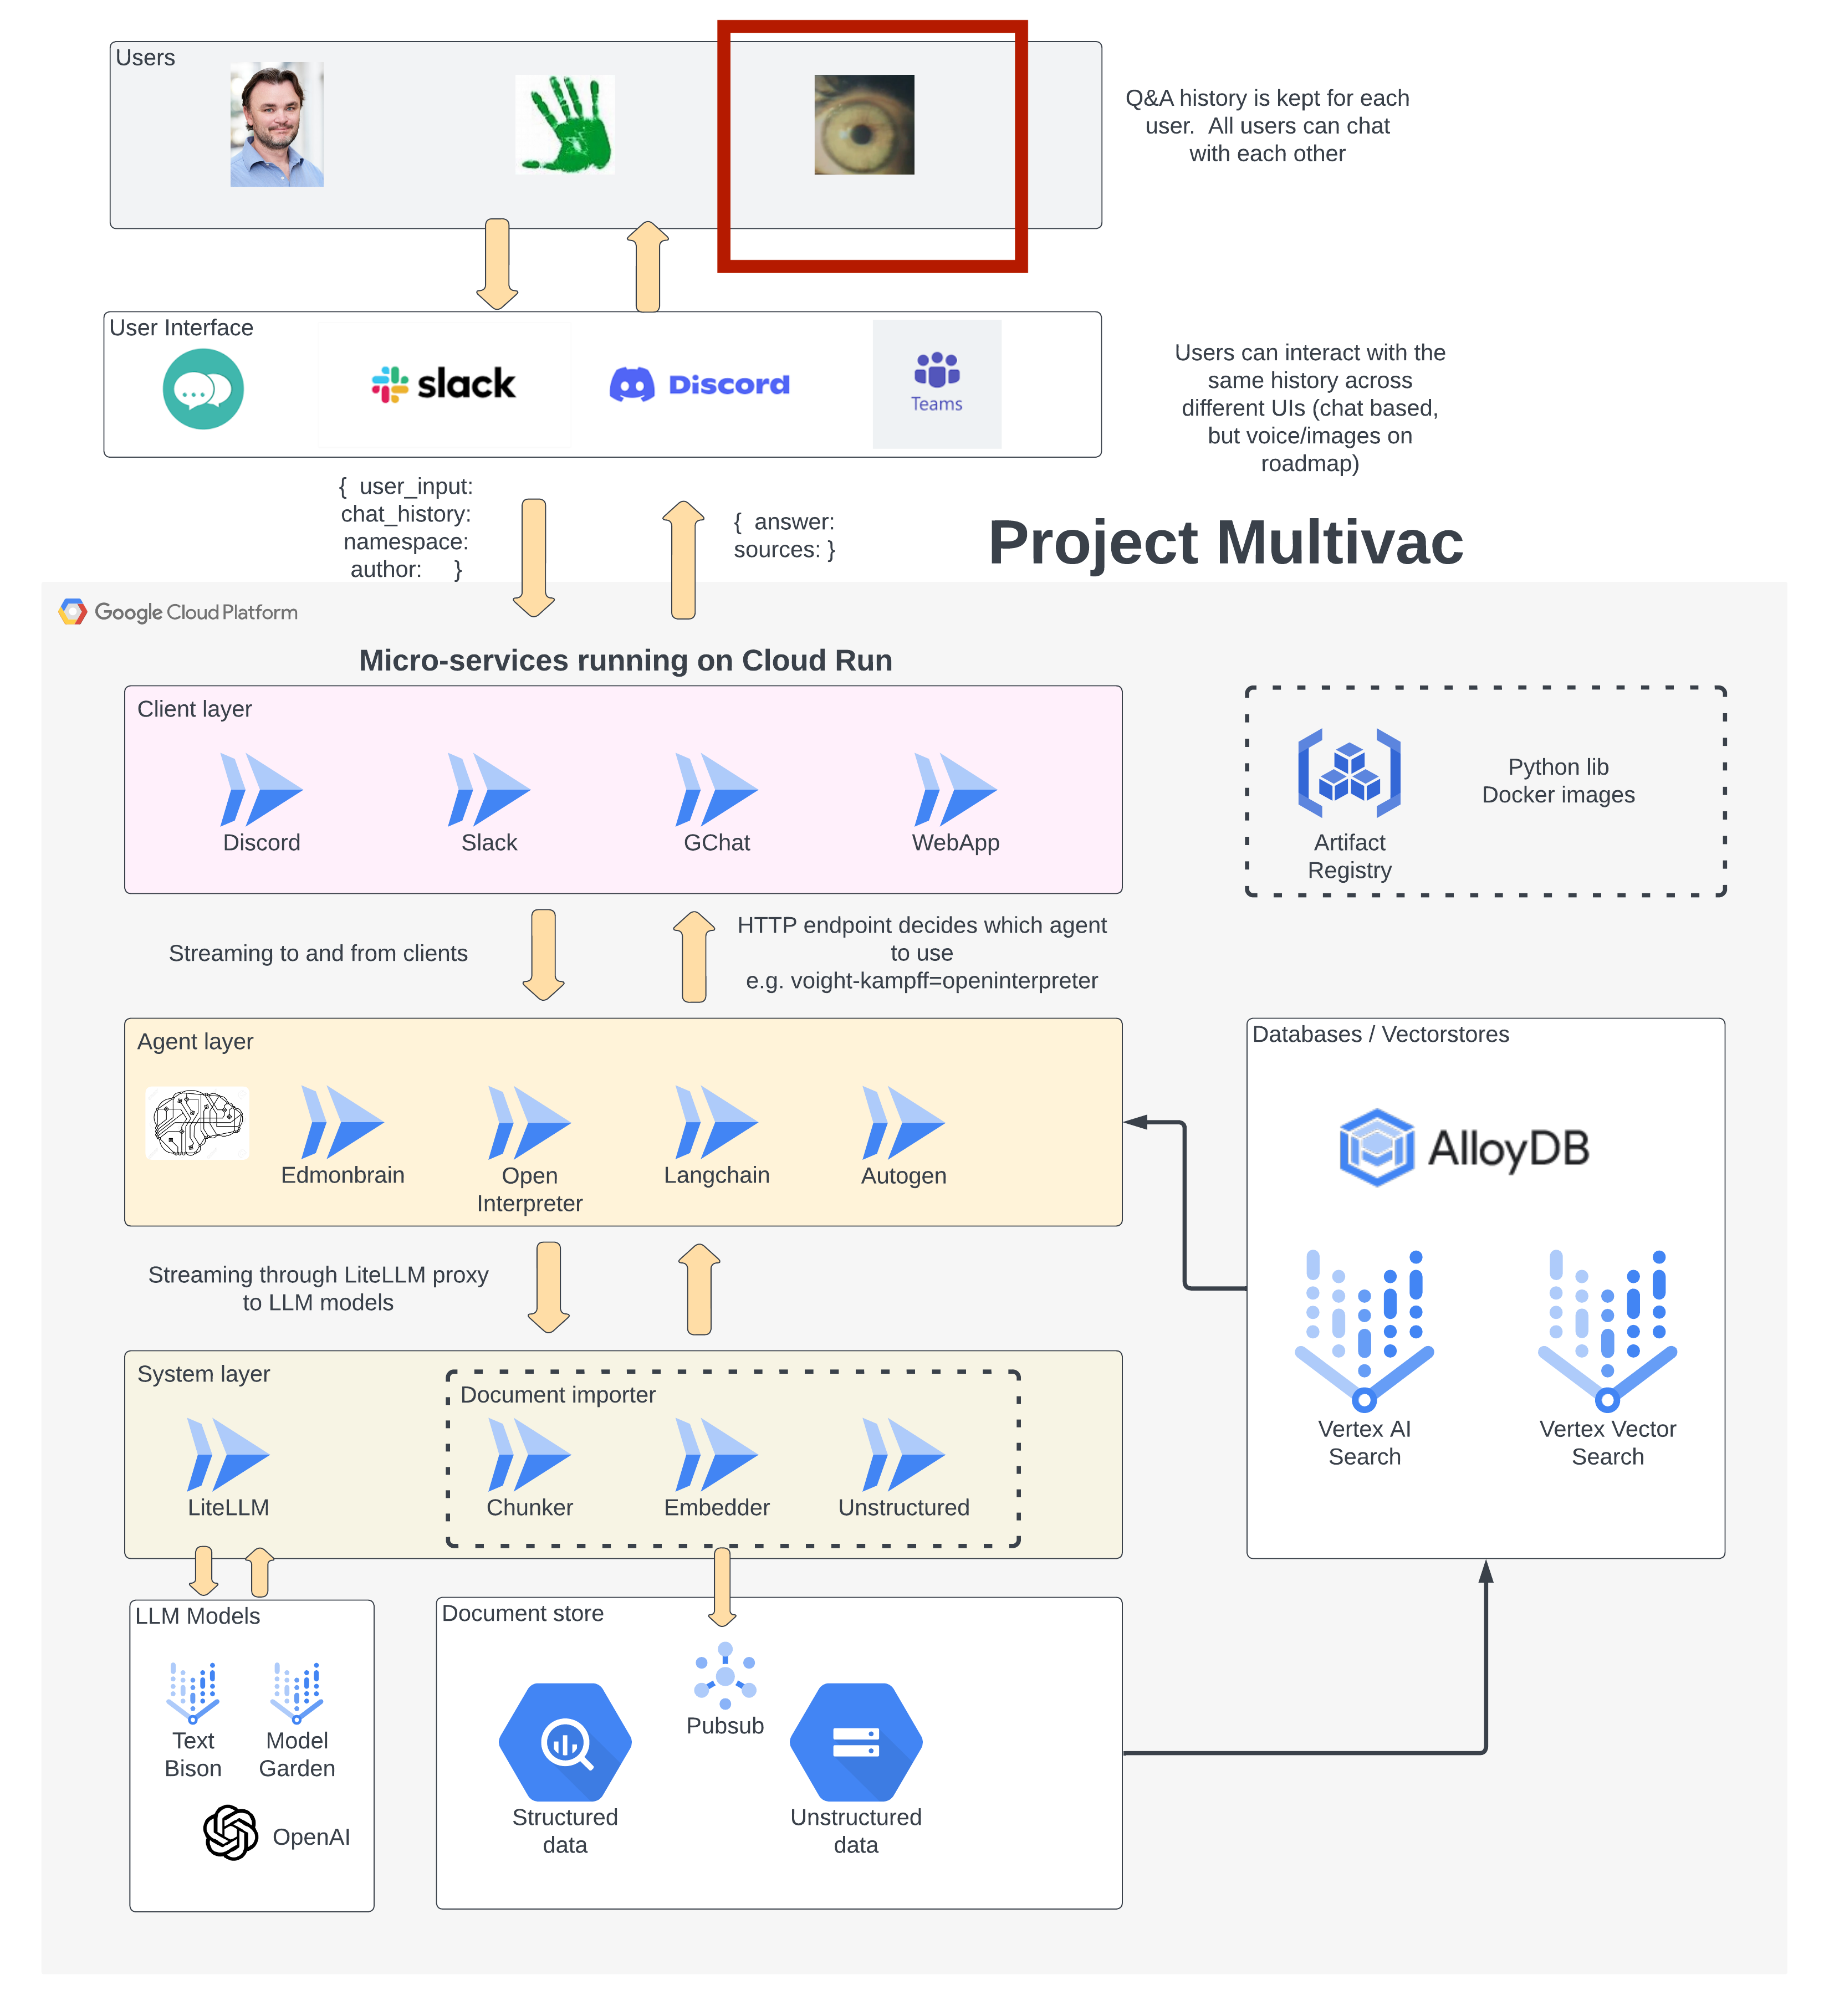 Users
Q&A history is kept for each
user.  All users can chat
with each other
User Interface
slack
Discord
Teams
Users can interact with the
same history across
different UIs (chat based,
but voice/images on
roadmap)
{  user_input:
chat_history:
namespace:
author:     }
{  answer:
sources: }
Project Multivac
Google Cloud Platform
Micro-services running on Cloud Run
Client layer
Discord
Slack
GChat
WebApp
Artifact
Registry
Python lib
Docker images
Streaming to and from clients
HTTP endpoint decides which agent
to use
e.g. voight-kampff=openinterpreter
Agent layer
Edmonbrain
Open
Interpreter
Langchain
Autogen
Databases / Vectorstores
AlloyDB
Vertex AI
Search
Vertex Vector
Search
Streaming through LiteLLM proxy
to LLM models
System layer
LiteLLM
Document importer
Chunker
Embedder
Unstructured
LLM Models
Text
Bison
Model
Garden
OpenAI
Document store
Pubsub
Structured
data
Unstructured
data